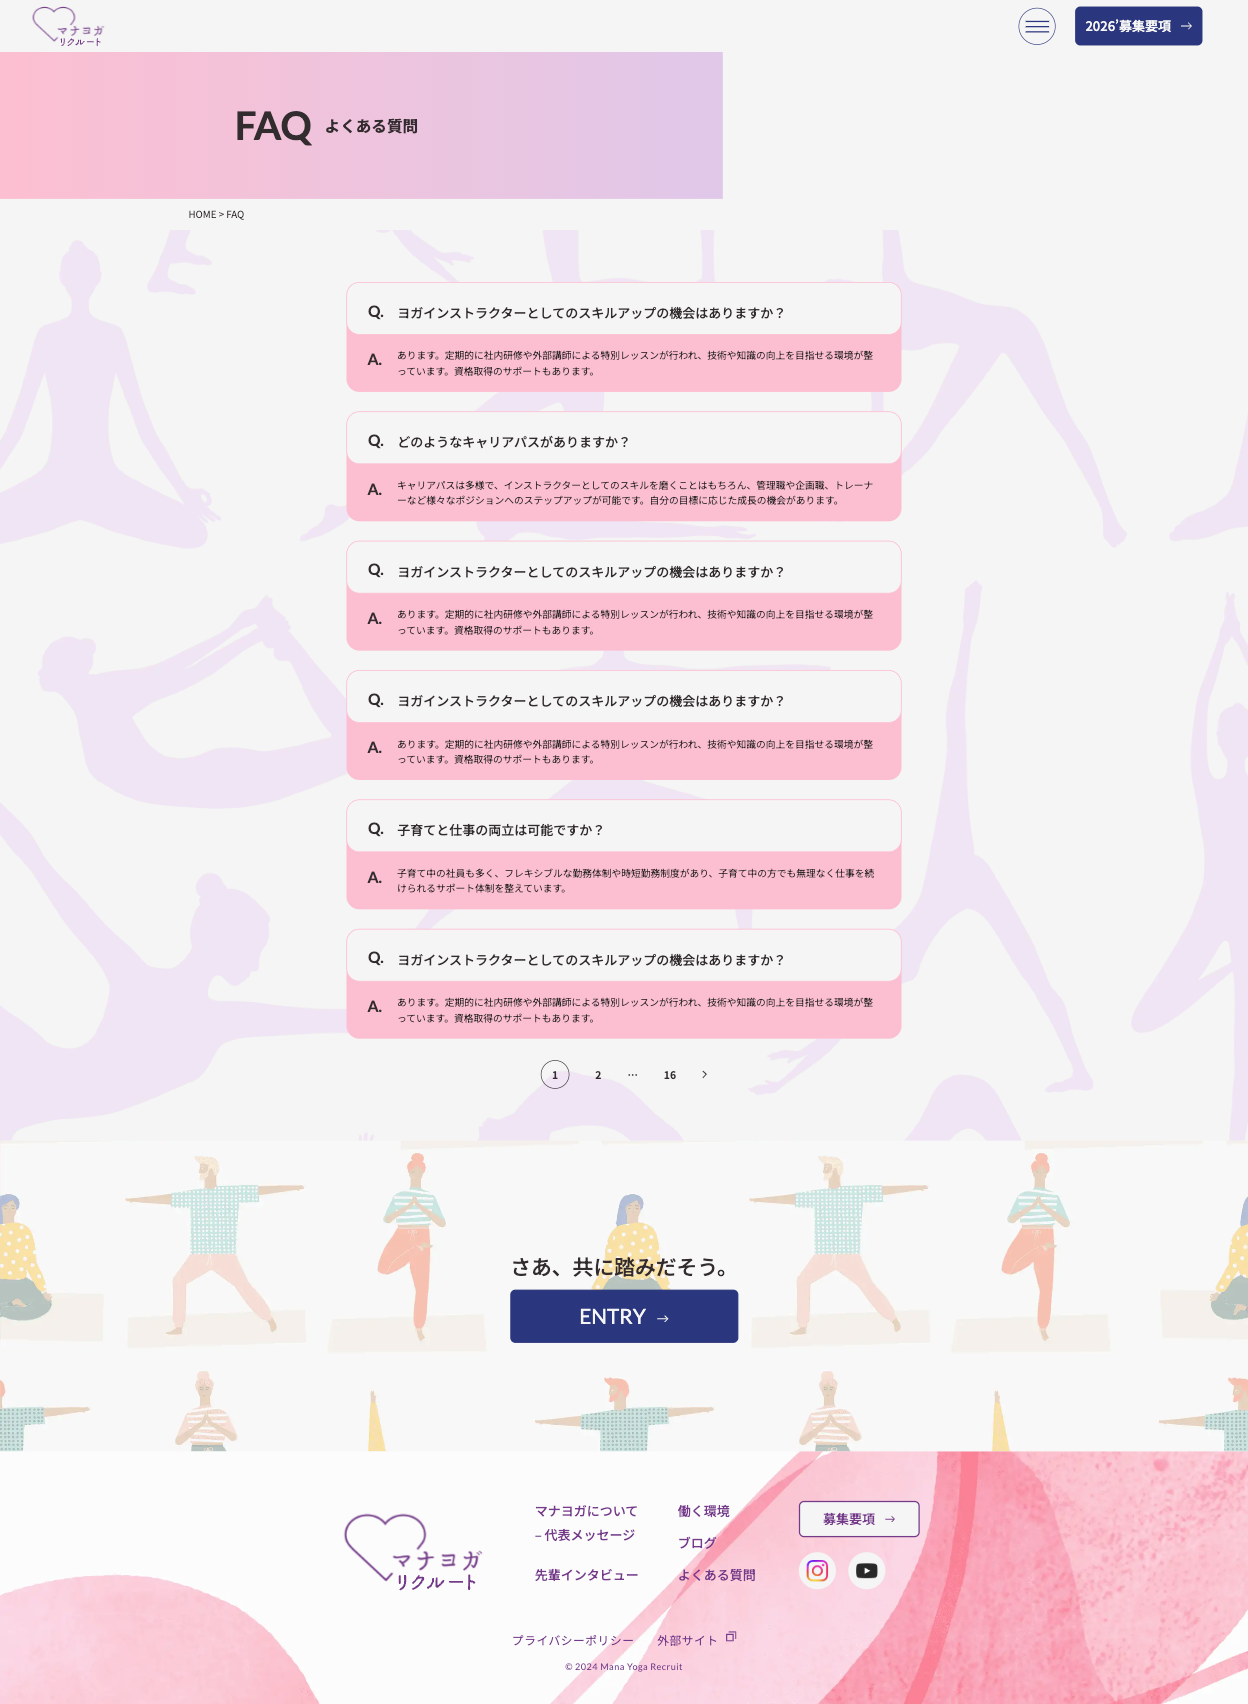 マナヨガ
リクルート
2026’募集要項 →
FAQ よくある質問
HOME > FAQ
Q. ヨガインストラクターとしてのスキルアップの機会はありますか？
A. あります。定期的に社内研修や外部講師による特別レッスンが行われ、技術や知識の向上を目指せる環境が整
っています。資格取得のサポートもあります。
Q. どのようなキャリアパスがありますか？
A. キャリアパスは多様で、インストラクターとしてのスキルを磨くことはもちろん、管理職や企画職、トレーナ
ーなど様々なポジションへのステップアップが可能です。自分の目標に応じた成長の機会があります。
Q. ヨガインストラクターとしてのスキルアップの機会はありますか？
A. あります。定期的に社内研修や外部講師による特別レッスンが行われ、技術や知識の向上を目指せる環境が整
っています。資格取得のサポートもあります。
Q. ヨガインストラクターとしてのスキルアップの機会はありますか？
A. あります。定期的に社内研修や外部講師による特別レッスンが行われ、技術や知識の向上を目指せる環境が整
っています。資格取得のサポートもあります。
Q. 子育てと仕事の両立は可能ですか？
A. 子育て中の社員も多く、フレキシブルな勤務体制や時短勤務制度があり、子育て中の方でも無理なく仕事を続
けられるサポート体制を整えています。
Q. ヨガインストラクターとしてのスキルアップの機会はありますか？
A. あります。定期的に社内研修や外部講師による特別レッスンが行われ、技術や知識の向上を目指せる環境が整
っています。資格取得のサポートもあります。
1 2 … 16 >
さあ、共に踏みだそう。
ENTRY →
マナヨガ
リクルート
マナヨガについて
– 代表メッセージ
先輩インタビュー
働く環境
ブログ
よくある質問
募集要項 →
プライバシーポリシー 外部サイト
© 2024 Mana Yoga Recruit